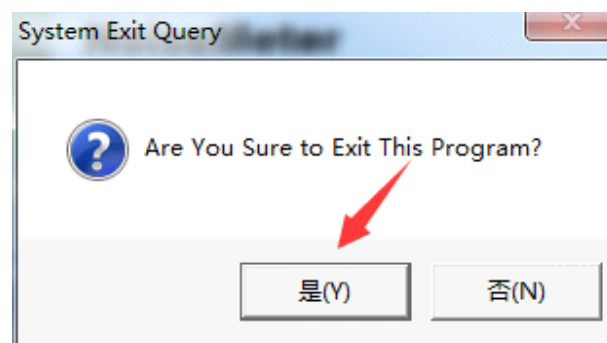 System Exit Query
Are You Sure to Exit This Program?
是(Y)
否(N)